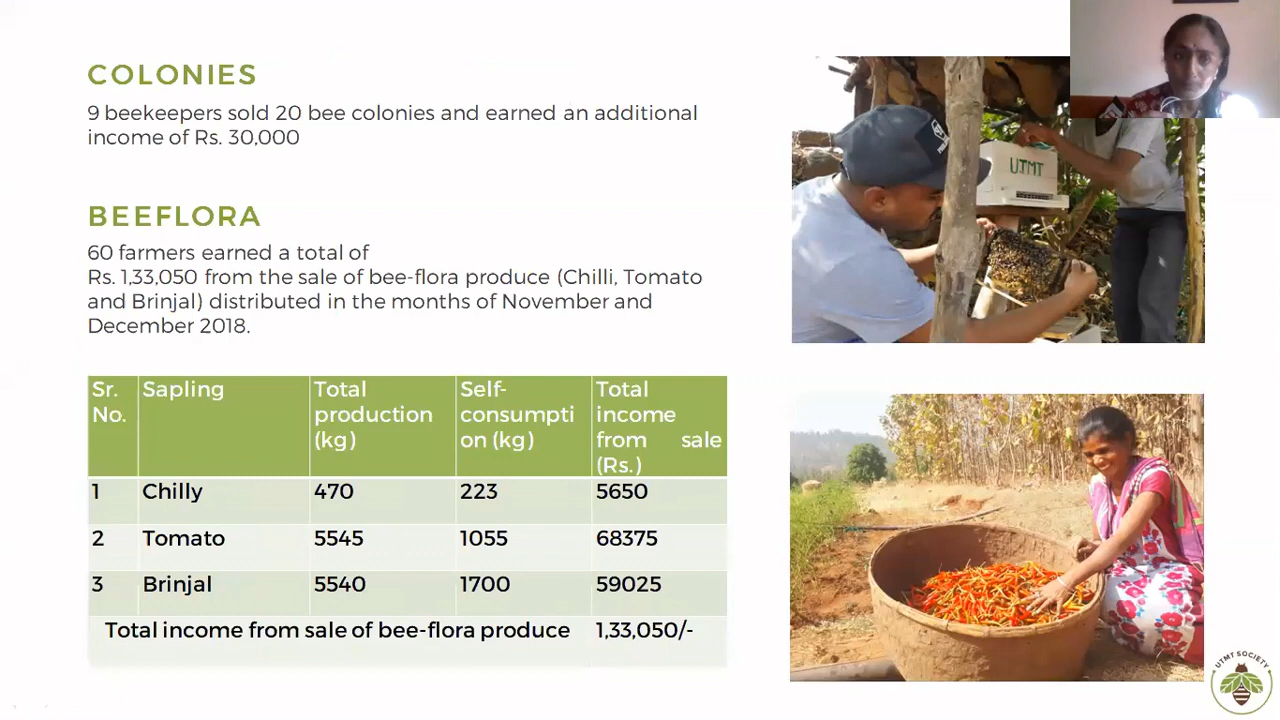 COLONIES
9 beekeepers sold 20 bee colonies and earned an additional
income of Rs. 30,000
BEEFLORA
60 farmers earned a total of
Rs. 1,33,050 from the sale of bee-flora produce (Chilli, Tomato
and Brinjal) distributed in the months of November and
December 2018.
Sr. No. Sapling Total production (kg) Self-consumption (kg) Total income from sale (Rs.)
1 Chilly 470 223 5650
2 Tomato 5545 1055 68375
3 Brinjal 5540 1700 59025
Total income from sale of bee-flora produce 1,33,050/-
UTMT
UTMT SOCIETY